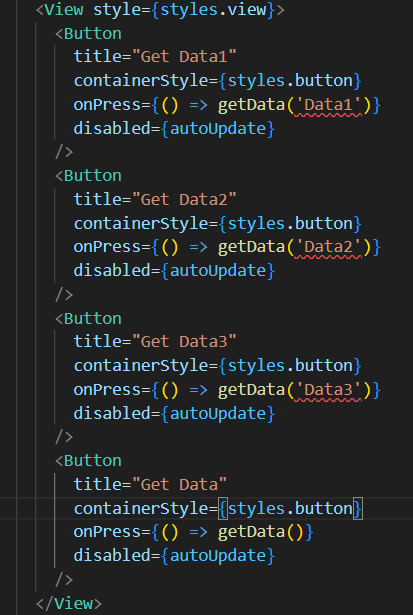 <View style={styles.view}>
<Button
title="Get Data1"
containerStyle={styles.button}
onPress={() => getData('Data1')}
disabled={autoUpdate}
/>
<Button
title="Get Data2"
containerStyle={styles.button}
onPress={() => getData('Data2')}
disabled={autoUpdate}
/>
<Button
title="Get Data3"
containerStyle={styles.button}
onPress={() => getData('Data3')}
disabled={autoUpdate}
/>
<Button
title="Get Data"
containerStyle={styles.button}
onPress={() => getData()}
disabled={autoUpdate}
/>
</View>